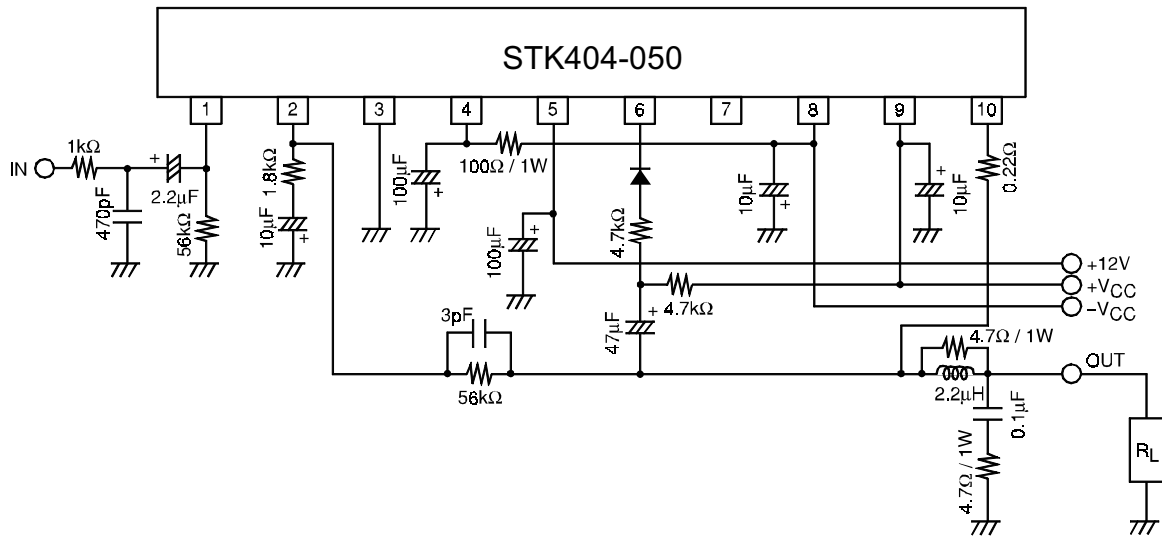 STK404-050
1 2 3 4 5 6 7 8 9 10
IN
1kΩ
470pF
+
2.2µF
56kΩ
1.8kΩ
10µF
+
100µF
+
100Ω / 1W
100µF
+
4.7kΩ
10µF
+
10µF
+
0.22Ω
+12V
+VCC
-VCC
4.7kΩ
47µF
+
3pF
56kΩ
4.7Ω / 1W
2.2µH
OUT
0.1µF
4.7Ω / 1W
RL